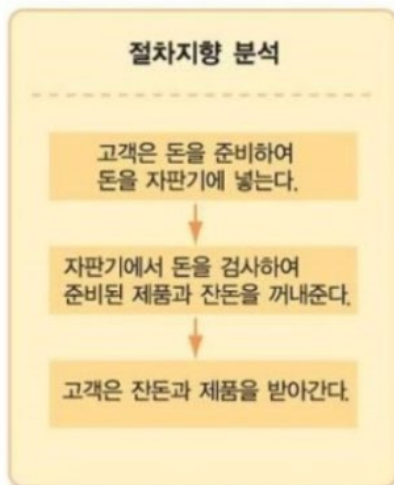 절차지향 분석
고객은 돈을 준비하여
돈을 자판기에 넣는다.
자판기에서 돈을 검사하여
준비된 제품과 잔돈을 꺼내준다.
고객은 잔돈과 제품을 받아간다.